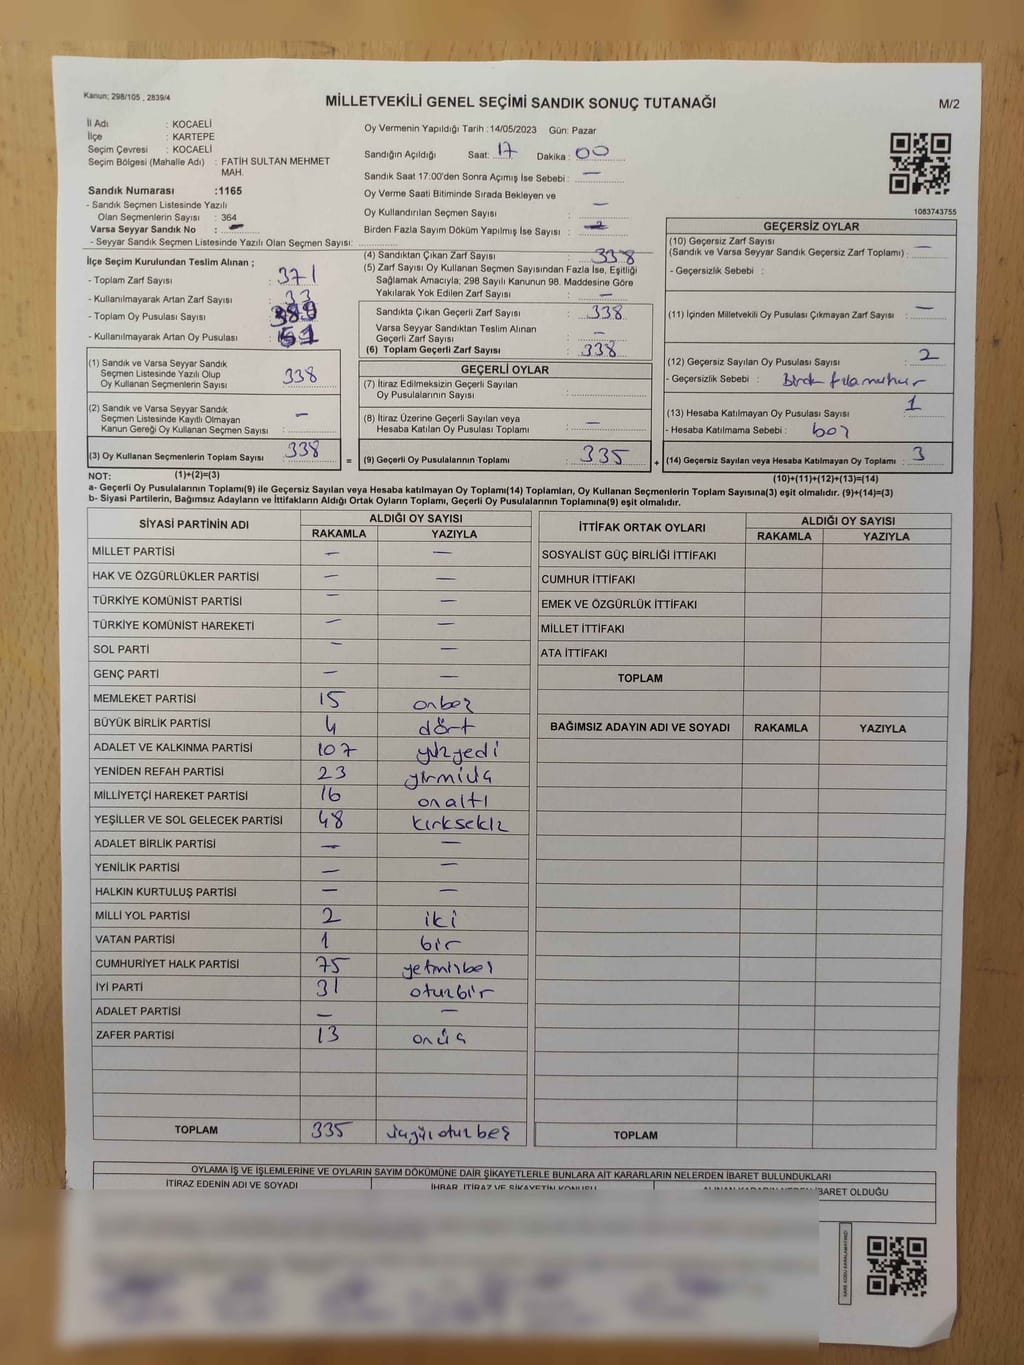 Kanun; 298/105 , 2839/4
MİLLETVEKİLİ GENEL SEÇİMİ SANDIK SONUÇ TUTANAĞI
M/2
İl Adı : KOCAELİ
İlçe : KARTEPE
Seçim Çevresi : KOCAELİ
Seçim Bölgesi (Mahalle Adı) : FATİH SULTAN MEHMET
MAH.
Sandık Numarası :1165
- Sandık Seçmen Listesinde Yazılı
Olan Seçmenlerin Sayısı : 364
Varsa Seyyar Sandık No : —
- Seyyar Sandık Seçmen Listesinde Yazılı Olan Seçmen Sayısı:
Oy Vermenin Yapıldığı Tarih :14/05/2023 Gün: Pazar
Sandığın Açıldığı Saat: 17 Dakika : 00
Sandık Saat 17:00'den Sonra Açımış İse Sebebi : —
Oy Verme Saati Bitiminde Sırada Bekleyen ve
Oy Kullandırılan Seçmen Sayısı : —
Birden Fazla Sayım Döküm Yapılmış İse Sayısı :
1083743755
İlçe Seçim Kurulundan Teslim Alınan ;
- Toplam Zarf Sayısı : 371
- Kullanılmayarak Artan Zarf Sayısı : 33
- Toplam Oy Pusulası Sayısı :
- Kullanılmayarak Artan Oy Pusulası :
(1) Sandık ve Varsa Seyyar Sandık
Seçmen Listesinde Yazılı Olup
Oy Kullanan Seçmenlerin Sayısı : 338
(2) Sandık ve Varsa Seyyar Sandık
Seçmen Listesinde Kayıtlı Olmayan
Kanun Gereği Oy Kullanan Seçmen Sayısı : —
(3) Oy Kullanan Seçmenlerin Toplam Sayısı : 338
(4) Sandıktan Çıkan Zarf Sayısı : 338
(5) Zarf Sayısı Oy Kullanan Seçmen Sayısından Fazla İse, Eşitliği
Sağlamak Amacıyla; 298 Sayılı Kanunun 98. Maddesine Göre
Yakılarak Yok Edilen Zarf Sayısı : —
Sandıkta Çıkan Geçerli Zarf Sayısı : 338
Varsa Seyyar Sandıktan Teslim Alınan
Geçerli Zarf Sayısı : —
(6) Toplam Geçerli Zarf Sayısı : 338
GEÇERLİ OYLAR
(7) İtiraz Edilmeksizin Geçerli Sayılan
Oy Pusulalarının Sayısı :
(8) İtiraz Üzerine Geçerli Sayılan veya
Hesaba Katılan Oy Pusulası Toplamı : —
= (9) Geçerli Oy Pusulalarının Toplamı : 335
GEÇERSİZ OYLAR
(10) Geçersiz Zarf Sayısı
(Sandık ve Varsa Seyyar Sandık Geçersiz Zarf Toplamı) : —
- Geçersizlik Sebebi :
(11) İçinden Milletvekili Oy Pusulası Çıkmayan Zarf Sayısı : —
(12) Geçersiz Sayılan Oy Pusulası Sayısı : 2
- Geçersizlik Sebebi :
(13) Hesaba Katılmayan Oy Pusulası Sayısı : 1
- Hesaba Katılmama Sebebi : boş
+ (14) Geçersiz Sayılan veya Hesaba Katılmayan Oy Toplamı : 3
NOT: (1)+(2)=(3)
(10)+(11)+(12)+(13)=(14)
a- Geçerli Oy Pusulalarının Toplamı(9) ile Geçersiz Sayılan veya Hesaba katılmayan Oy Toplamı(14) Toplamları, Oy Kullanan Seçmenlerin Toplam Sayısına(3) eşit olmalıdır. (9)+(14)=(3)
b- Siyasi Partilerin, Bağımsız Adayların ve İttifakların Aldığı Ortak Oyların Toplamı, Geçerli Oy Pusulalarının Toplamına(9) eşit olmalıdır.
SİYASİ PARTİNİN ADI ALDIĞI OY SAYISI
RAKAMLA YAZIYLA
MİLLET PARTİSİ — —
HAK VE ÖZGÜRLÜKLER PARTİSİ — —
TÜRKİYE KOMÜNİST PARTİSİ — —
TÜRKİYE KOMÜNİST HAREKETİ — —
SOL PARTİ — —
GENÇ PARTİ — —
MEMLEKET PARTİSİ 15 onbeş
BÜYÜK BİRLİK PARTİSİ 4 dört
ADALET VE KALKINMA PARTİSİ 107 yüzyedi
YENİDEN REFAH PARTİSİ 23 yirmiüç
MİLLİYETÇİ HAREKET PARTİSİ 16 onaltı
YEŞİLLER VE SOL GELECEK PARTİSİ 48 kırksekiz
ADALET BİRLİK PARTİSİ — —
YENİLİK PARTİSİ — —
HALKIN KURTULUŞ PARTİSİ — —
MİLLİ YOL PARTİSİ 2 iki
VATAN PARTİSİ 1 bir
CUMHURİYET HALK PARTİSİ 75 yetmişbeş
İYİ PARTİ 31 otuzbir
ADALET PARTİSİ — —
ZAFER PARTİSİ 13 onüç
TOPLAM 335 üçyüzotuzbeş
İTTİFAK ORTAK OYLARI ALDIĞI OY SAYISI
RAKAMLA YAZIYLA
SOSYALİST GÜÇ BİRLİĞİ İTTİFAKI
CUMHUR İTTİFAKI
EMEK VE ÖZGÜRLÜK İTTİFAKI
MİLLET İTTİFAKI
ATA İTTİFAKI
TOPLAM
BAĞIMSIZ ADAYIN ADI VE SOYADI RAKAMLA YAZIYLA
TOPLAM
OYLAMA İŞ VE İŞLEMLERİNE VE OYLARIN SAYIM DÖKÜMÜNE DAİR ŞİKAYETLERLE BUNLARA AİT KARARLARIN NELERDEN İBARET BULUNDUKLARI
İTİRAZ EDENİN ADI VE SOYADI İHBAR, İTİRAZ VE ŞİKAYETİN KONUSU ALINAN KARARIN NEDEN İBARET OLDUĞU